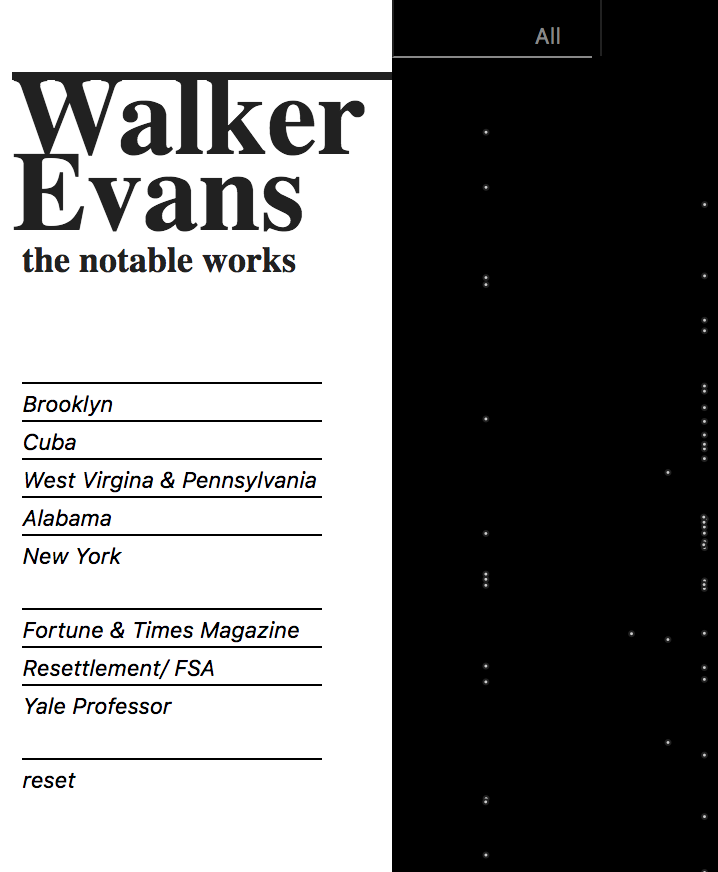 All
Walker
Evans
the notable works
Brooklyn
Cuba
West Virgina & Pennsylvania
Alabama
New York
Fortune & Times Magazine
Resettlement/ FSA
Yale Professor
reset